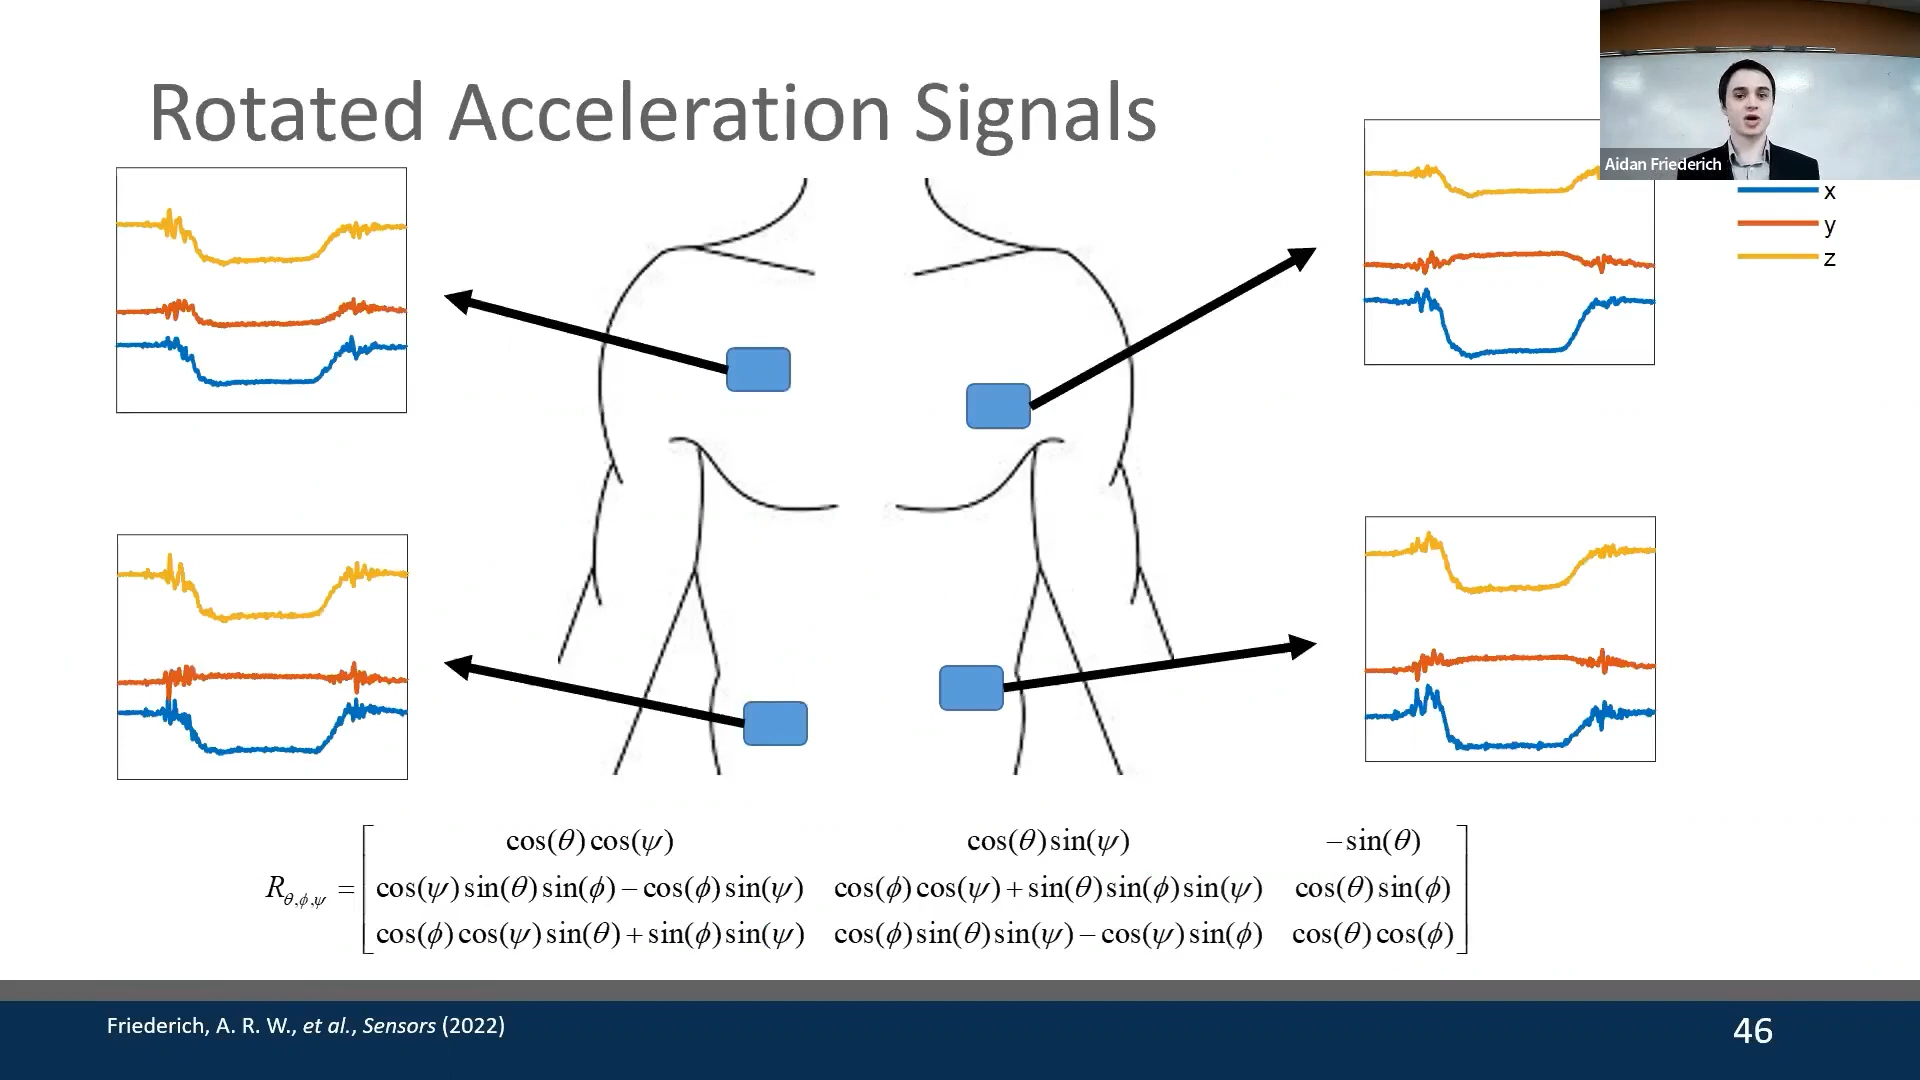 Rotated Acceleration Signals
Aidan Friederich
x
y
z
R_{θ,φ,ψ} = [ cos(θ)cos(ψ) cos(θ)sin(ψ) −sin(θ)
cos(ψ)sin(θ)sin(ϕ)−cos(ϕ)sin(ψ) cos(ϕ)cos(ψ)+sin(θ)sin(ϕ)sin(ψ) cos(θ)sin(ϕ)
cos(ϕ)cos(ψ)sin(θ)+sin(ϕ)sin(ψ) cos(ϕ)sin(θ)sin(ψ)−cos(ψ)sin(ϕ) cos(θ)cos(ϕ) ]
Friederich, A. R. W., et al., Sensors (2022)
46